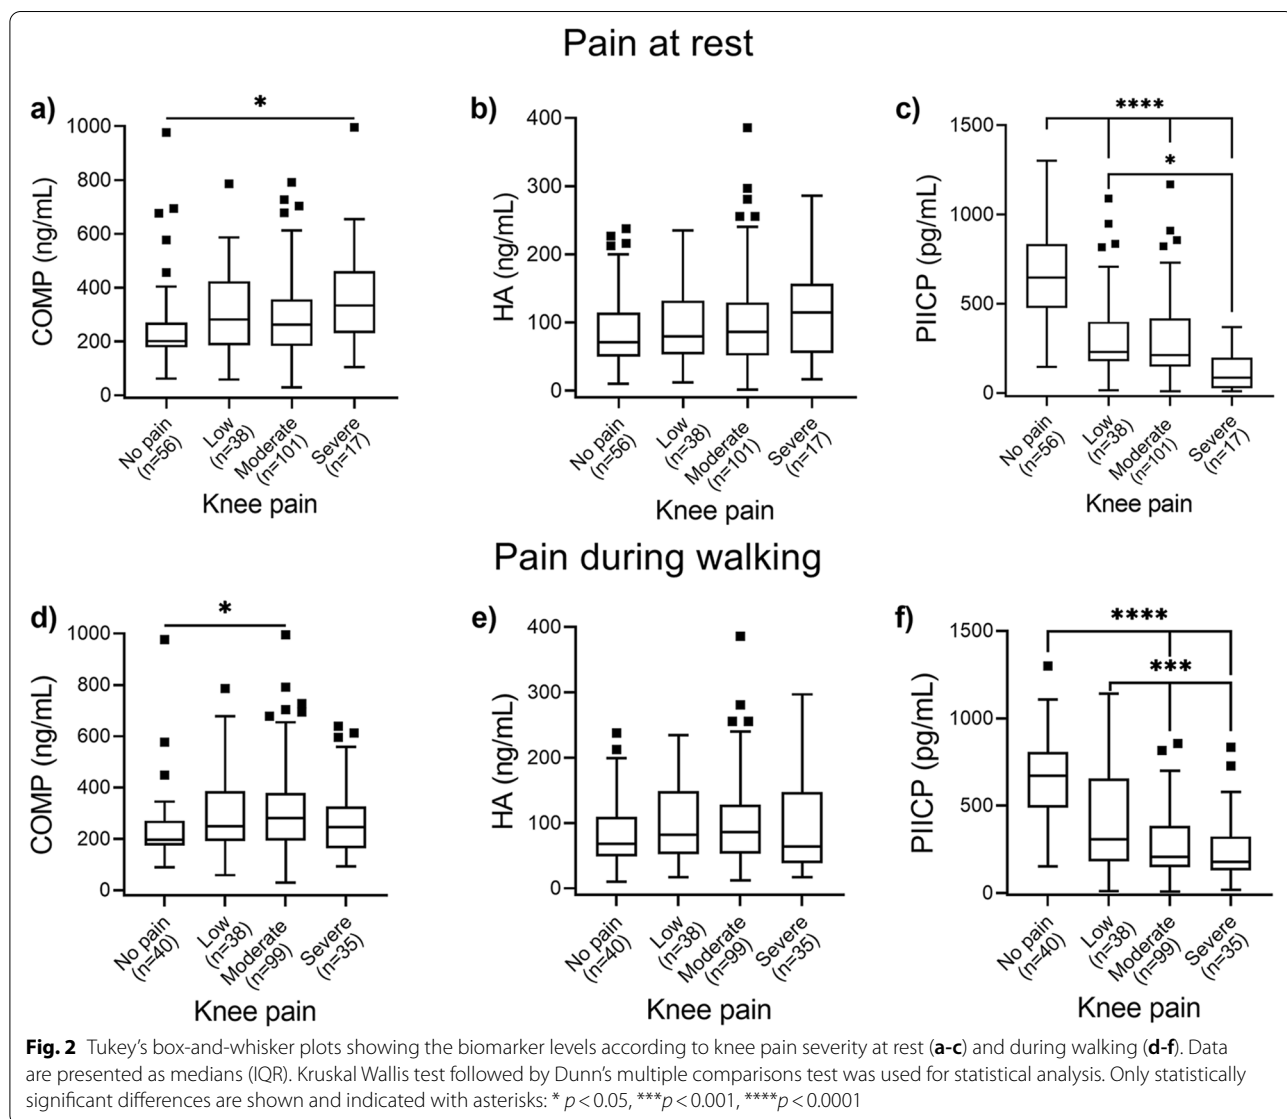 Pain at rest
a)
*
COMP (ng/mL)
1000
800
600
400
200
0
No pain
(n=56)
Low
(n=38)
Moderate
(n=101)
Severe
(n=17)
Knee pain
b)
HA (ng/mL)
400
300
200
100
0
No pain
(n=56)
Low
(n=38)
Moderate
(n=101)
Severe
(n=17)
Knee pain
c)
****
*
PIICP (pg/mL)
1500
1000
500
0
No pain
(n=56)
Low
(n=38)
Moderate
(n=101)
Severe
(n=17)
Knee pain
Pain during walking
d)
*
COMP (ng/mL)
1000
800
600
400
200
0
No pain
(n=40)
Low
(n=38)
Moderate
(n=99)
Severe
(n=35)
Knee pain
e)
HA (ng/mL)
400
300
200
100
0
No pain
(n=40)
Low
(n=38)
Moderate
(n=99)
Severe
(n=35)
Knee pain
f)
****
***
PIICP (pg/mL)
1500
1000
500
0
No pain
(n=40)
Low
(n=38)
Moderate
(n=99)
Severe
(n=35)
Knee pain
Fig. 2 Tukey's box-and-whisker plots showing the biomarker levels according to knee pain severity at rest (a-c) and during walking (d-f). Data
are presented as medians (IQR). Kruskal Wallis test followed by Dunn's multiple comparisons test was used for statistical analysis. Only statistically
significant differences are shown and indicated with asterisks: * p < 0.05, ***p < 0.001, ****p < 0.0001